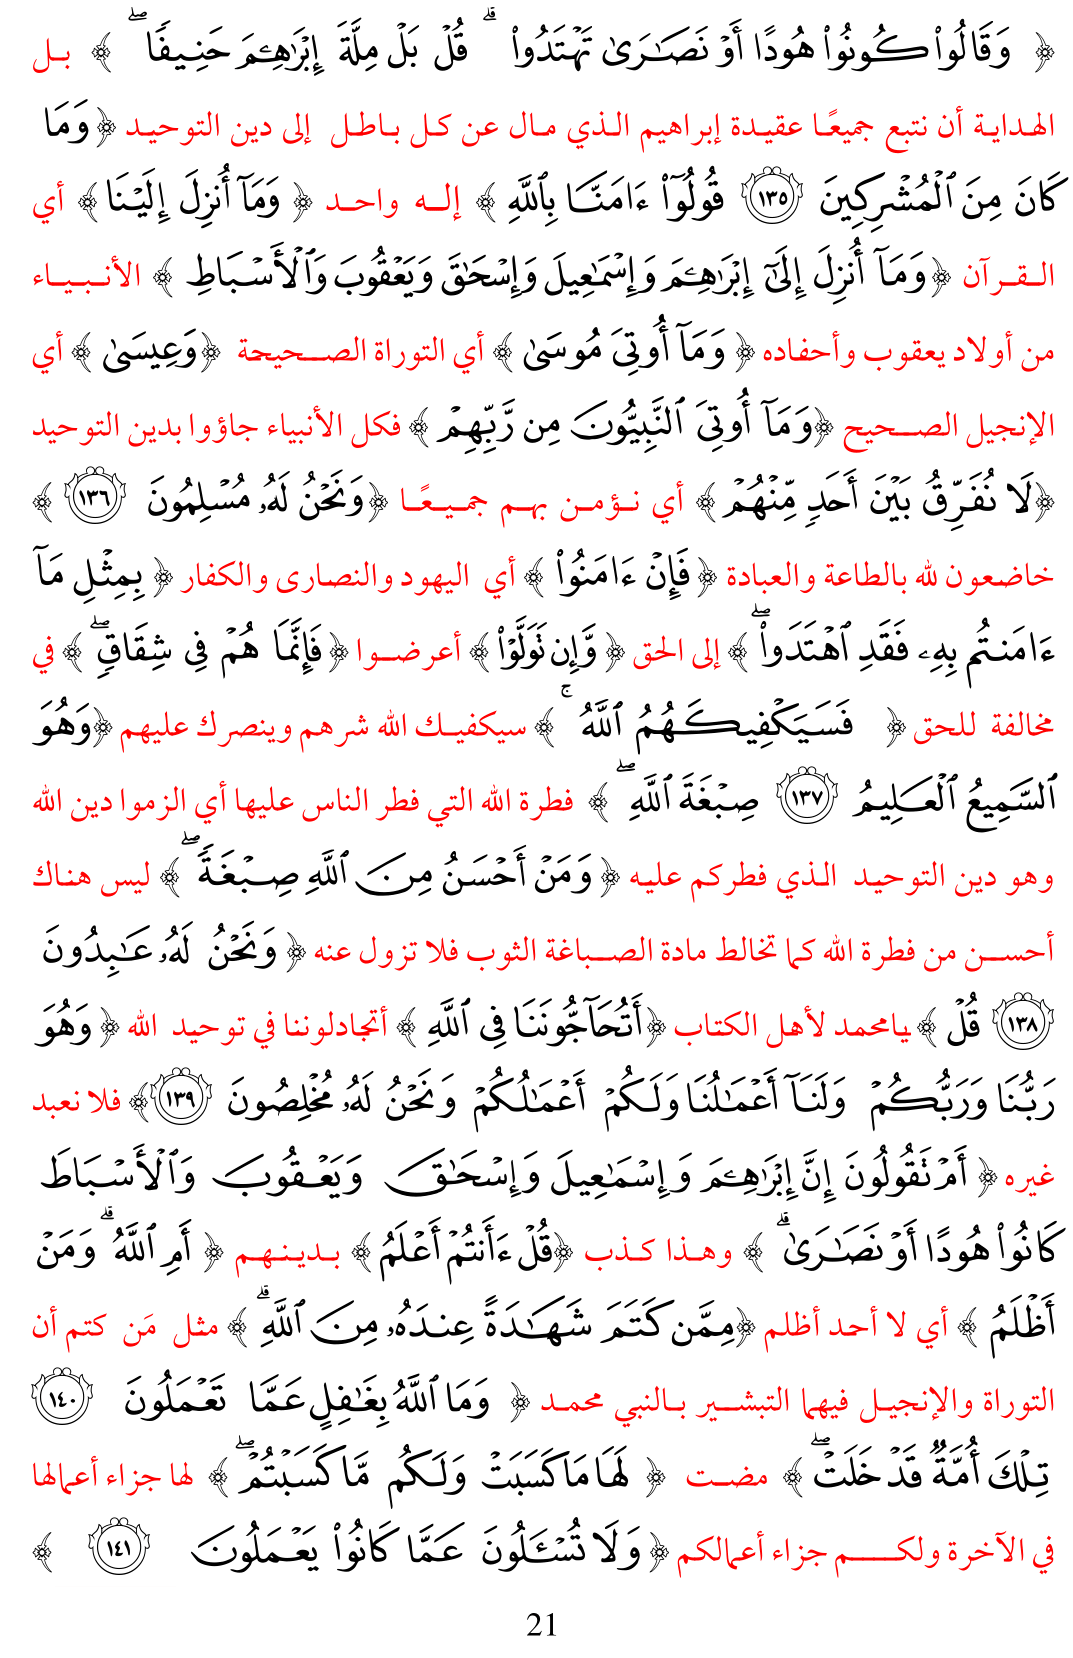 ﴿ وَقَالُوا۟ كُونُوا۟ هُودًا أَوْ نَصَـٰرَىٰ تَهْتَدُوا۟ ۗ قُلْ بَلْ مِلَّةَ إِبْرَٰهِـۧمَ حَنِيفًا ۖ ﴾ بل
الهداية أن نتبع جميعًا عقيدة إبراهيم الذي مال عن كل باطل إلى دين التوحيد ﴿وَمَا
كَانَ مِنَ ٱلْمُشْرِكِينَ ١٣٥ قُولُوٓا۟ ءَامَنَّا بِٱللَّهِ ﴾ إله واحد ﴿ وَمَآ أُنزِلَ إِلَيْنَا ﴾ أي
القرآن ﴿وَمَآ أُنزِلَ إِلَىٰٓ إِبْرَٰهِـۧمَ وَإِسْمَـٰعِيلَ وَإِسْحَـٰقَ وَيَعْقُوبَ وَٱلْأَسْبَاطِ ﴾ الأنبياء
من أولاد يعقوب وأحفاده ﴿ وَمَآ أُوتِىَ مُوسَىٰ ﴾ أي التوراة الصحيحة ﴿وَعِيسَىٰ ﴾ أي
الإنجيل الصحيح ﴿وَمَآ أُوتِىَ ٱلنَّبِيُّونَ مِن رَّبِّهِمْ ﴾ فكل الأنبياء جاؤوا بدين التوحيد
﴿لَا نُفَرِّقُ بَيْنَ أَحَدٍ مِّنْهُمْ ﴾ أي نؤمن بهم جميعًا ﴿وَنَحْنُ لَهُۥ مُسْلِمُونَ ١٣٦ ﴾
خاضعون لله بالطاعة والعبادة ﴿ فَإِنْ ءَامَنُوا۟ ﴾ أي اليهود والنصارى والكفار ﴿ بِمِثْلِ مَآ
ءَامَنتُم بِهِۦ فَقَدِ ٱهْتَدَوا۟ ۖ ﴾ إلى الحق ﴿ وَّإِن تَوَلَّوْا۟ ﴾ أعرضوا ﴿ فَإِنَّمَا هُمْ فِى شِقَاقٍ ۖ ﴾ في
مخالفة للحق ﴿ فَسَيَكْفِيكَهُمُ ٱللَّهُ ۚ ﴾ سيكفيك الله شرهم وينصرك عليهم ﴿وَهُوَ
ٱلسَّمِيعُ ٱلْعَلِيمُ ١٣٧ صِبْغَةَ ٱللَّهِ ۖ ﴾ فطرة الله التي فطر الناس عليها أي الزموا دين الله
وهو دين التوحيد الذي فطركم عليه ﴿ وَمَنْ أَحْسَنُ مِنَ ٱللَّهِ صِبْغَةً ۖ ﴾ ليس هناك
أحسن من فطرة الله كما تخالط مادة الصباغة الثوب فلا تزول عنه ﴿ وَنَحْنُ لَهُۥ عَـٰبِدُونَ
١٣٨ قُلْ ﴾ يامحمد لأهل الكتاب ﴿أَتُحَآجُّونَنَا فِى ٱللَّهِ ﴾ أتجادلوننا في توحيد الله ﴿ وَهُوَ
رَبُّنَا وَرَبُّكُمْ وَلَنَآ أَعْمَـٰلُنَا وَلَكُمْ أَعْمَـٰلُكُمْ وَنَحْنُ لَهُۥ مُخْلِصُونَ ١٣٩﴾ فلا نعبد
غيره ﴿ أَمْ تَقُولُونَ إِنَّ إِبْرَٰهِـۧمَ وَإِسْمَـٰعِيلَ وَإِسْحَـٰقَ وَيَعْقُوبَ وَٱلْأَسْبَاطَ
كَانُوا۟ هُودًا أَوْ نَصَـٰرَىٰ ۗ ﴾ وهذا كذب ﴿قُلْ ءَأَنتُمْ أَعْلَمُ ﴾ بدينهم ﴿ أَمِ ٱللَّهُ ۗ وَمَنْ
أَظْلَمُ ﴾ أي لا أحد أظلم ﴿مِمَّن كَتَمَ شَهَـٰدَةً عِندَهُۥ مِنَ ٱللَّهِ ۗ ﴾ مثل مَن كتم أن
التوراة والإنجيل فيهما التبشير بالنبي محمد ﴿ وَمَا ٱللَّهُ بِغَـٰفِلٍ عَمَّا تَعْمَلُونَ ١٤٠
تِلْكَ أُمَّةٌ قَدْ خَلَتْ ۖ ﴾ مضت ﴿ لَهَا مَا كَسَبَتْ وَلَكُم مَّا كَسَبْتُمْ ۖ ﴾ لها جزاء أعمالها
في الآخرة ولكم جزاء أعمالكم ﴿ وَلَا تُسْـَٔلُونَ عَمَّا كَانُوا۟ يَعْمَلُونَ ١٤١ ﴾
21